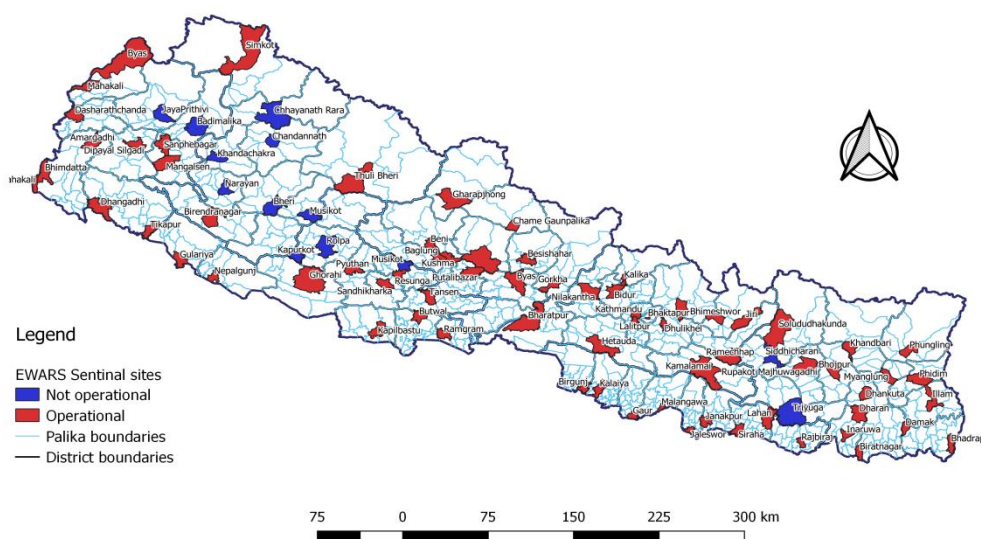 Simkot
Byas
Mahakali
Dasharathchanda
JayaPrithivi
Chhayanath Rara
Badimalika
Amargadhi
Sanphebagar
Chandannath
Dipayal Silgadi
Khandachakra
Mangalsen
Bhimdatta
Thuli Bheri
Narayan
Gharapjhong
Dhangadhi
Birendranagar
Bheri
Musikot
Chame Gaunpalika
Tikapur
Rolpa
Beni
Kapurkot
Baglung
Besishahar
Gulariya
Pyuthan
Musikot
Kushma
Nepalgunj
Ghorahi
Resunga
Putalibazar
Byas
Gorkha
Kalika
Sandhikharka
Tansen
Nilakantha
Bidur
Butwal
Bharatpur
Kathmandu
Bhaktapur
Bhimeshwor
Jiri
Lalitpur
Dhulikhel
Solududhakunda
Kapilbastu
Ramgram
Hetauda
Ramechhap
Siddhicharan
Khandbari
Phungling
Kamalamai
Rupakot
Majhuwagadhi
Bhojpur
Myanglung
Phidim
Birgunj
Kalaiya
Dhankuta
Illam
Malangawa
Gaur
Janakpur
Lahan
Triyuga
Dharan
Jaleswor
Siraha
Rajbiraj
Inaruwa
Damak
Biratnagar
Bhadrap
Legend
EWARS Sentinal sites
Not operational
Operational
Palika boundaries
District boundaries
75 0 75 150 225 300 km